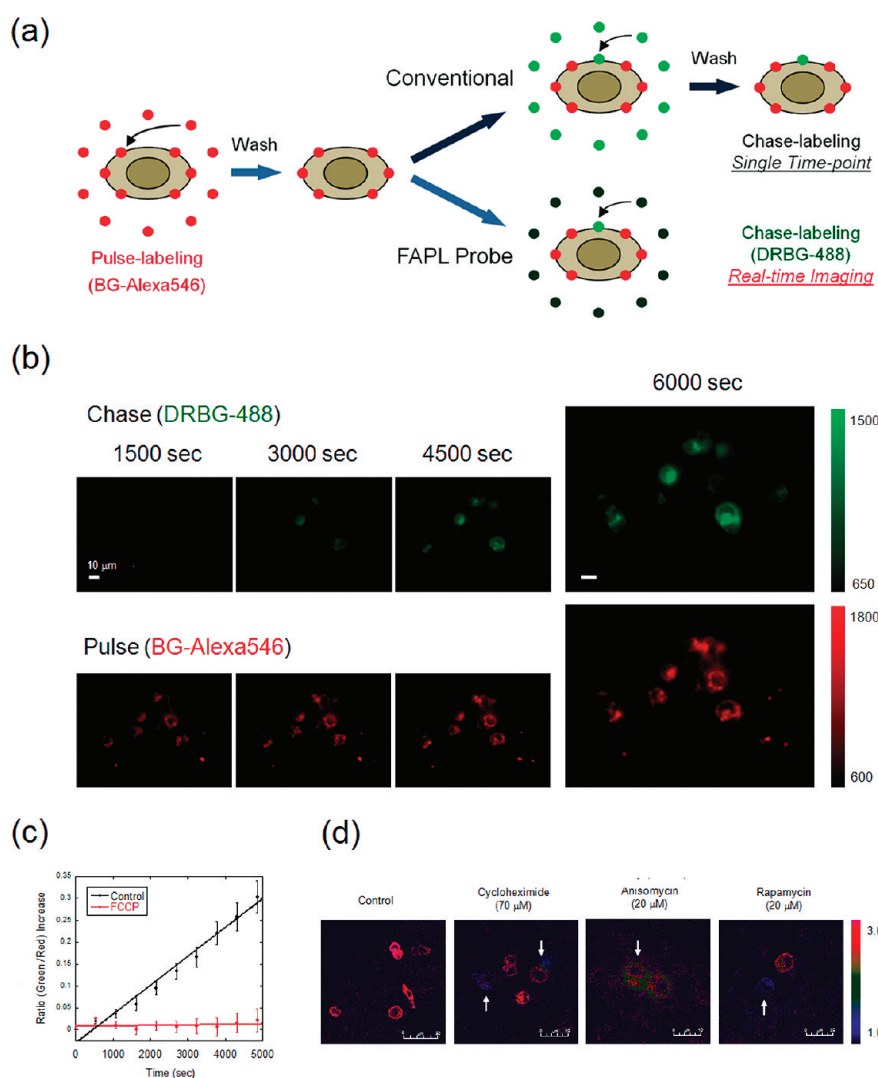 (a)
Conventional
Wash
Wash
Chase-labeling
Single Time-point
Pulse-labeling
(BG-Alexa546)
FAPL Probe
Chase-labeling
(DRBG-488)
Real-time Imaging
(b)
6000 sec
Chase (DRBG-488)
1500 sec 3000 sec 4500 sec
1500
10 µm
650
1800
Pulse (BG-Alexa546)
600
(c)
(d)
0.35
0.3
0.25
0.2
0.15
0.1
0.05
0
Control
FCCP
Ratio (Green/Red) Increase
0 1000 2000 3000 4000 5000
Time (sec)
Control
Cycloheximide
(70 µM)
Anisomycin
(20 µM)
Rapamycin
(20 µM)
3.0
1.0